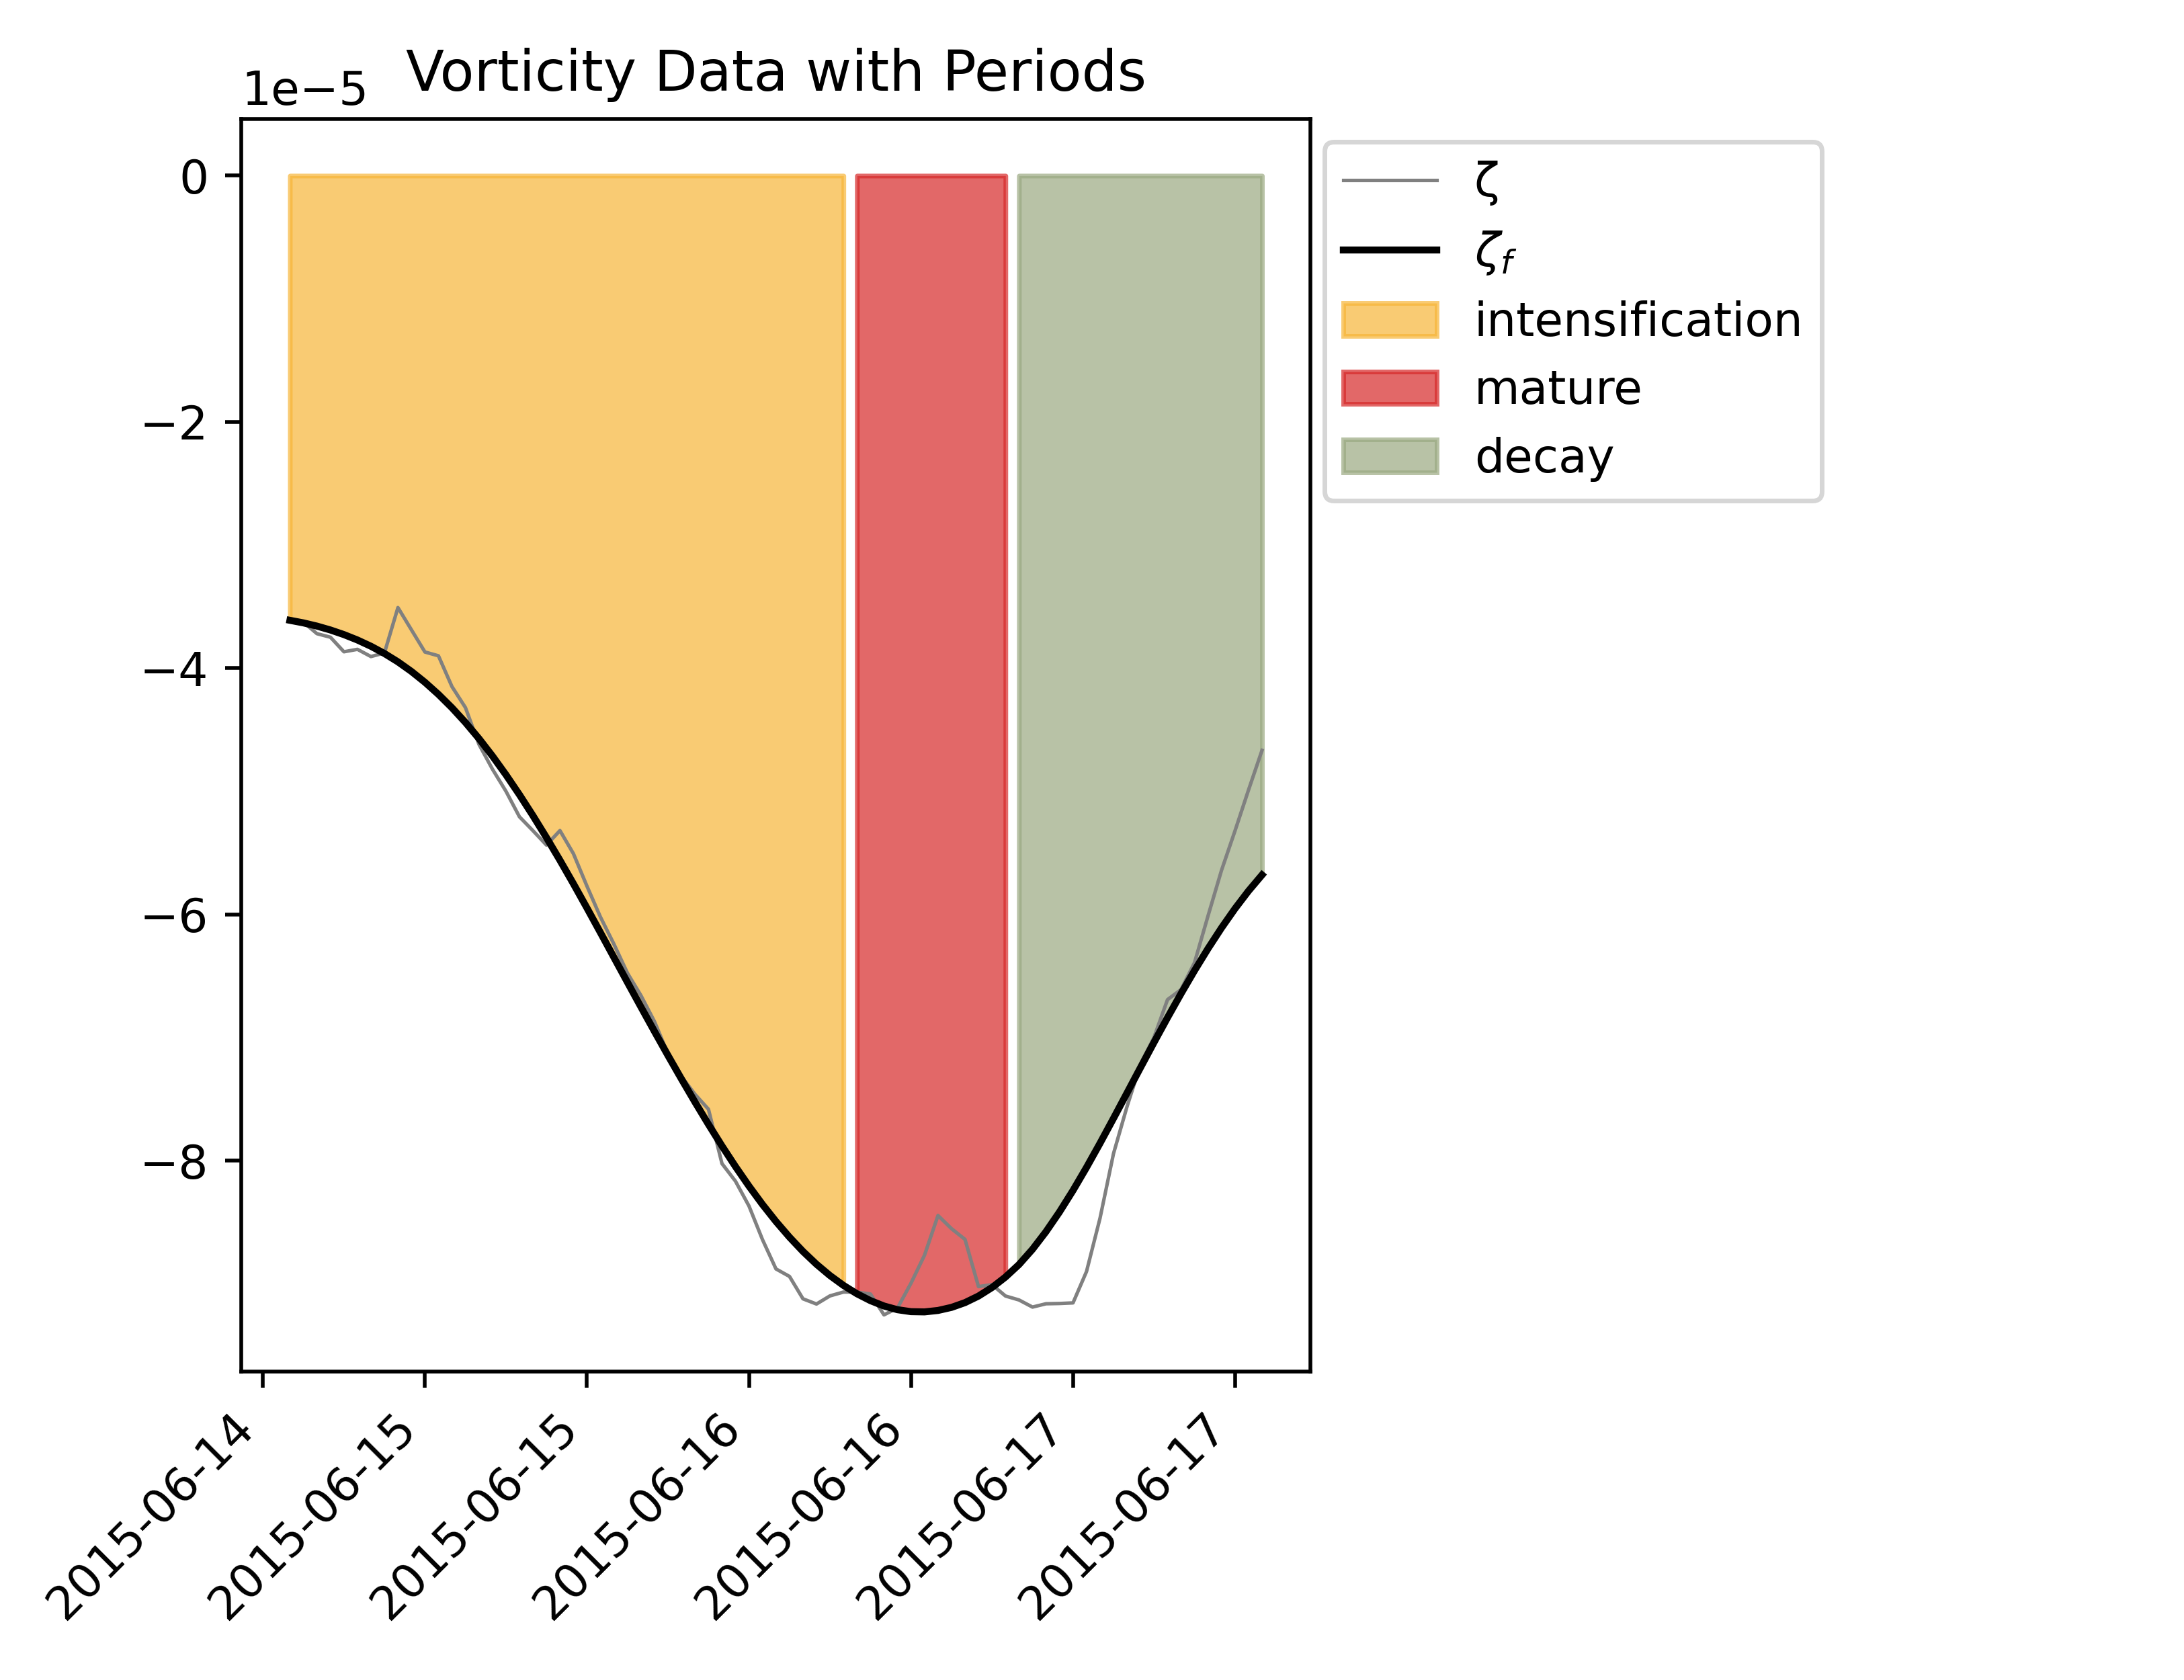 Vorticity Data with Periods
1e−5
0
−2
−4
−6
−8
2015-06-14
2015-06-15
2015-06-15
2015-06-16
2015-06-16
2015-06-17
2015-06-17
ζ
ζf
intensification
mature
decay